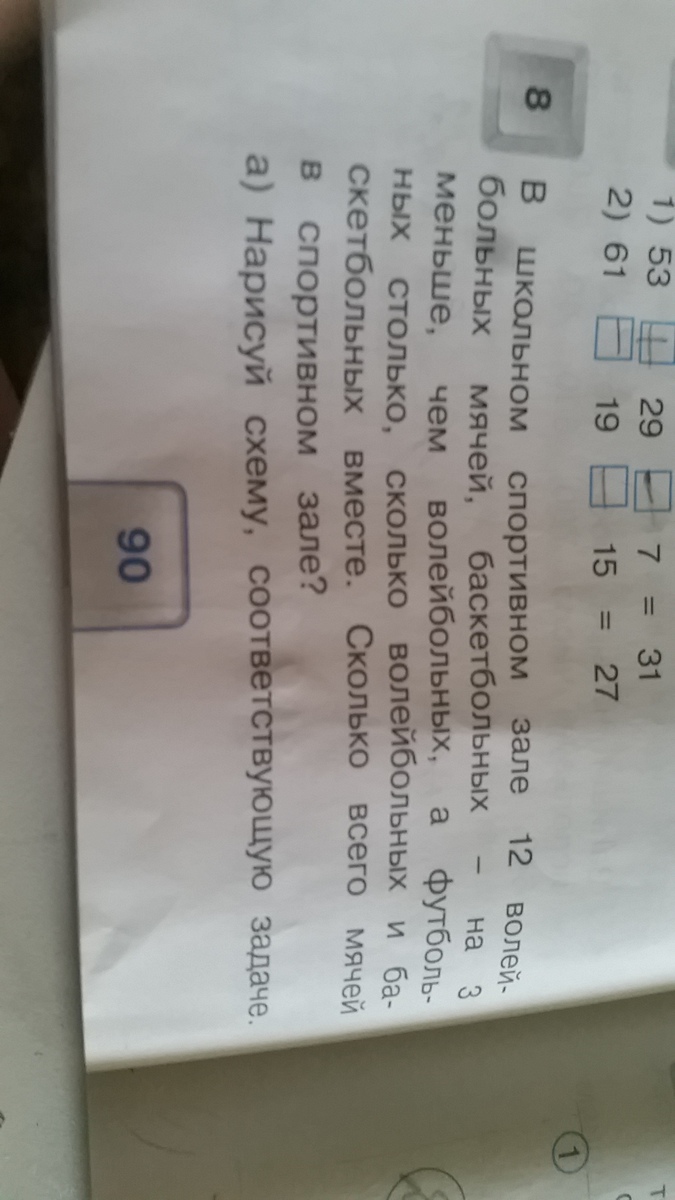 1) 53 + 29 - 7 = 31
2) 61 - 19 - 15 = 27
8
В школьном спортивном зале 12 волей-
больных мячей, баскетбольных – на 3
меньше, чем волейбольных, а футболь-
ных столько, сколько волейбольных и ба-
скетбольных вместе. Сколько всего мячей
в спортивном зале?
а) Нарисуй схему, соответствующую задаче.
90
1